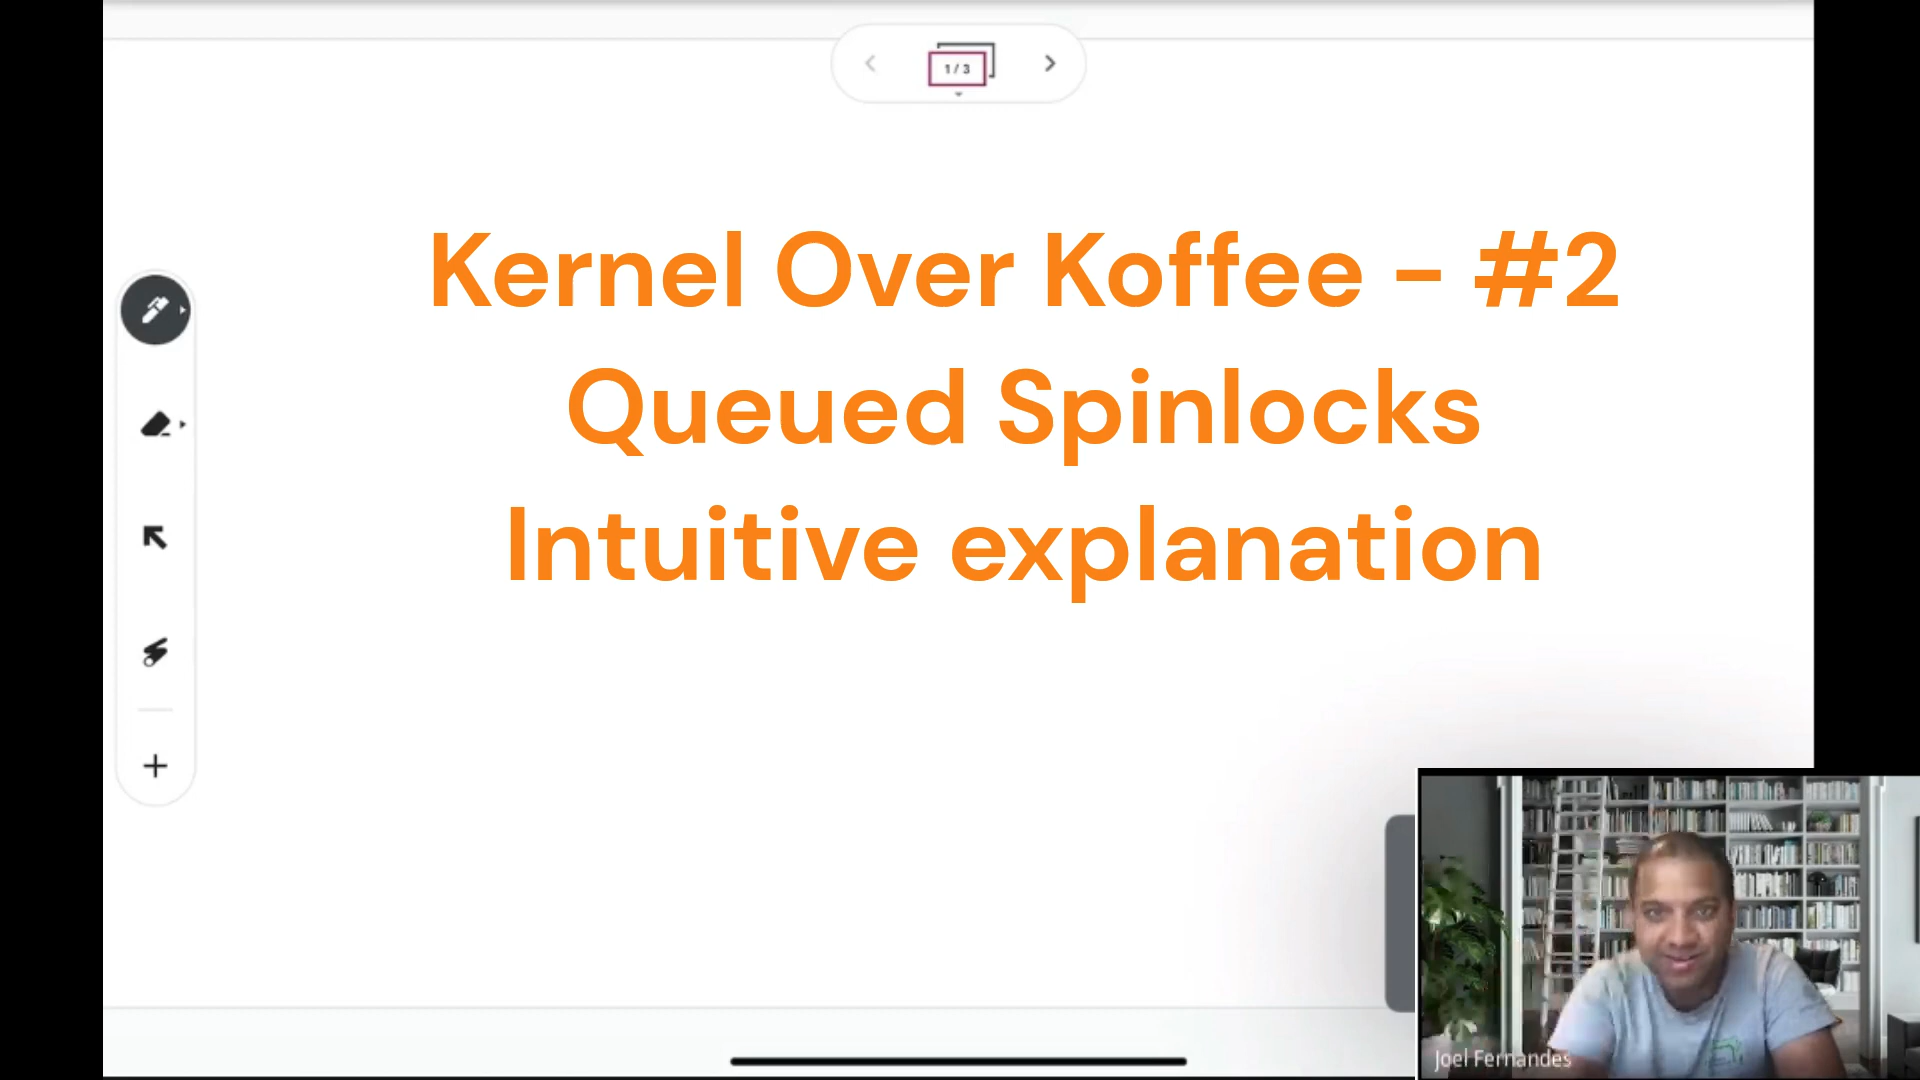 1 / 3
Kernel Over Koffee - #2
Queued Spinlocks
Intuitive explanation
Joel Fernandes